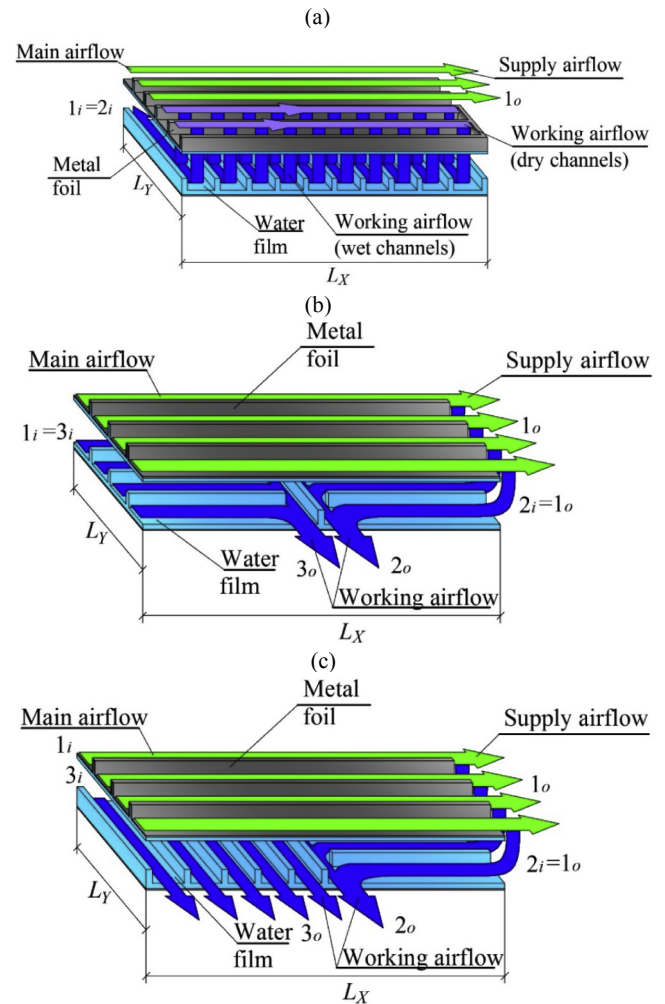 (a)
Main airflow
Supply airflow
1o
1i=2i
Working airflow
(dry channels)
Metal
foil
LY
Water
film
Working airflow
(wet channels)
LX
(b)
Metal
foil
Main airflow
Supply airflow
1o
1i=3i
2i=1o
LY
Water
film
3o
2o
Working airflow
LX
(c)
Metal
foil
Main airflow
Supply airflow
1i
3i
1o
2i=1o
LY
Water
film
3o
2o
Working airflow
LX